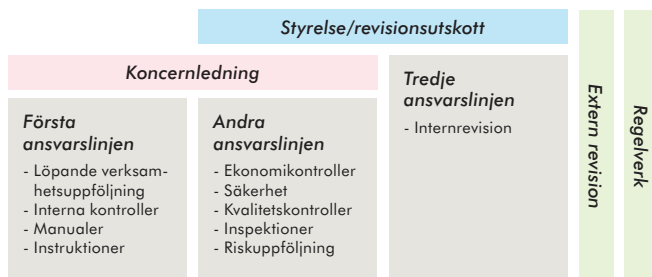 Styrelse/revisionsutskott
Koncernledning
Första
ansvarslinjen
- Löpande verksam-
hetsuppföljning
- Interna kontroller
- Manualer
- Instruktioner
Andra
ansvarslinjen
- Ekonomikontroller
- Säkerhet
- Kvalitetskontroller
- Inspektioner
- Riskuppföljning
Tredje
ansvarslinjen
- Internrevision
Extern revision
Regelverk